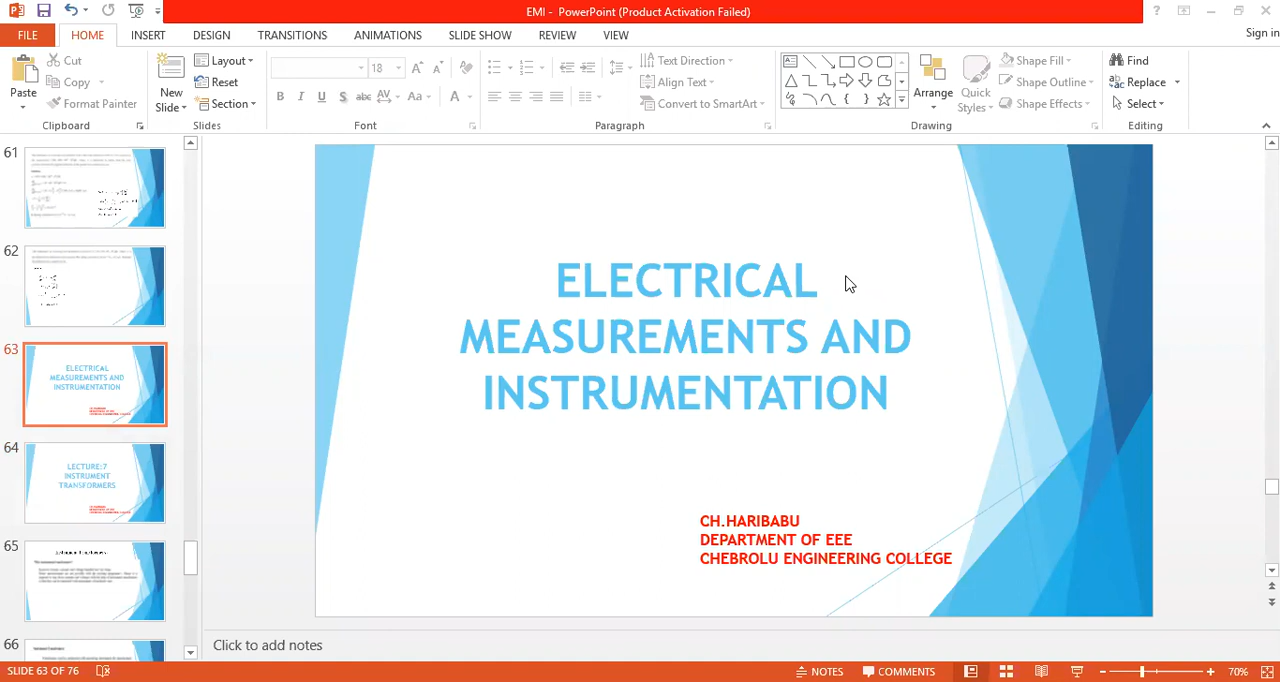 EMI - PowerPoint (Product Activation Failed)
FILE HOME INSERT DESIGN TRANSITIONS ANIMATIONS SLIDE SHOW REVIEW VIEW Sign in
Paste
Cut
Copy
Format Painter
Clipboard
New
Slide
Layout
Reset
Section
Slides
18
B I U S abc AV Aa A
Font
Text Direction
Align Text
Convert to SmartArt
Paragraph
Arrange
Quick
Styles
Shape Fill
Shape Outline
Shape Effects
Drawing
Find
Replace
Select
Editing
61
62
63
ELECTRICAL
MEASUREMENTS AND
INSTRUMENTATION
64
LECTURE:7
INSTRUMENT
TRANSFORMERS
65
66
ELECTRICAL
MEASUREMENTS AND
INSTRUMENTATION
CH.HARIBABU
DEPARTMENT OF EEE
CHEBROLU ENGINEERING COLLEGE
Click to add notes
SLIDE 63 OF 76 NOTES COMMENTS 70%